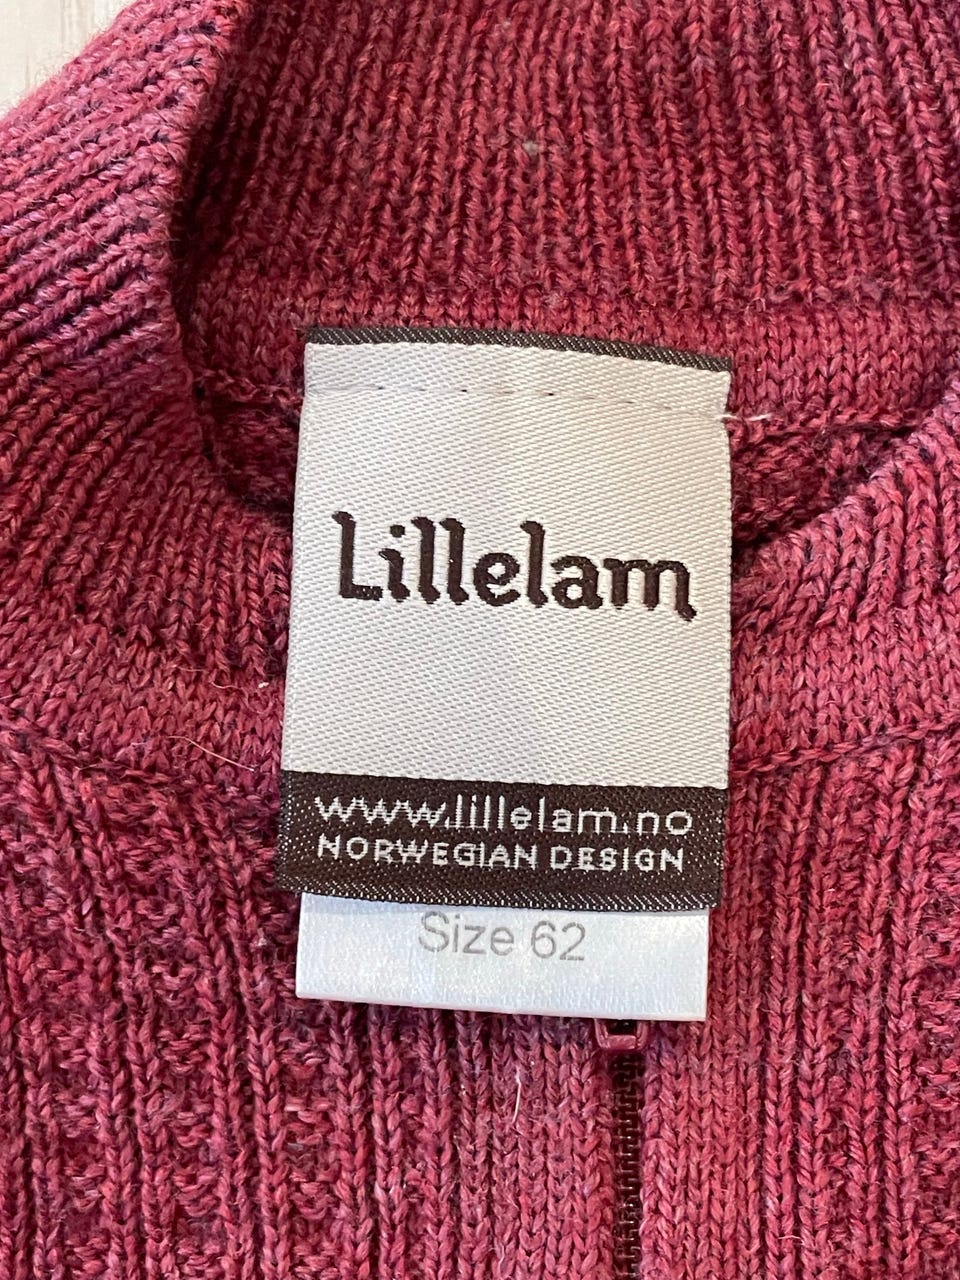 Lillelam
www.lillelam.no
NORWEGIAN DESIGN
Size 62